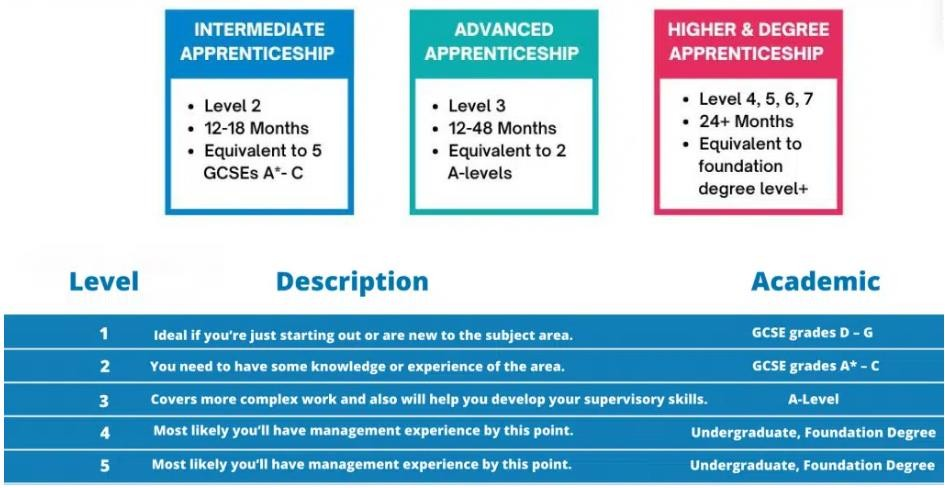 INTERMEDIATE
APPRENTICESHIP
• Level 2
• 12-18 Months
• Equivalent to 5
GCSEs A*- C
ADVANCED
APPRENTICESHIP
• Level 3
• 12-48 Months
• Equivalent to 2
A-levels
HIGHER & DEGREE
APPRENTICESHIP
• Level 4, 5, 6, 7
• 24+ Months
• Equivalent to
foundation
degree level+
Level Description Academic
1 Ideal if you’re just starting out or are new to the subject area. GCSE grades D – G
2 You need to have some knowledge or experience of the area. GCSE grades A* – C
3 Covers more complex work and also will help you develop your supervisory skills. A-Level
4 Most likely you’ll have management experience by this point. Undergraduate, Foundation Degree
5 Most likely you’ll have management experience by this point. Undergraduate, Foundation Degree